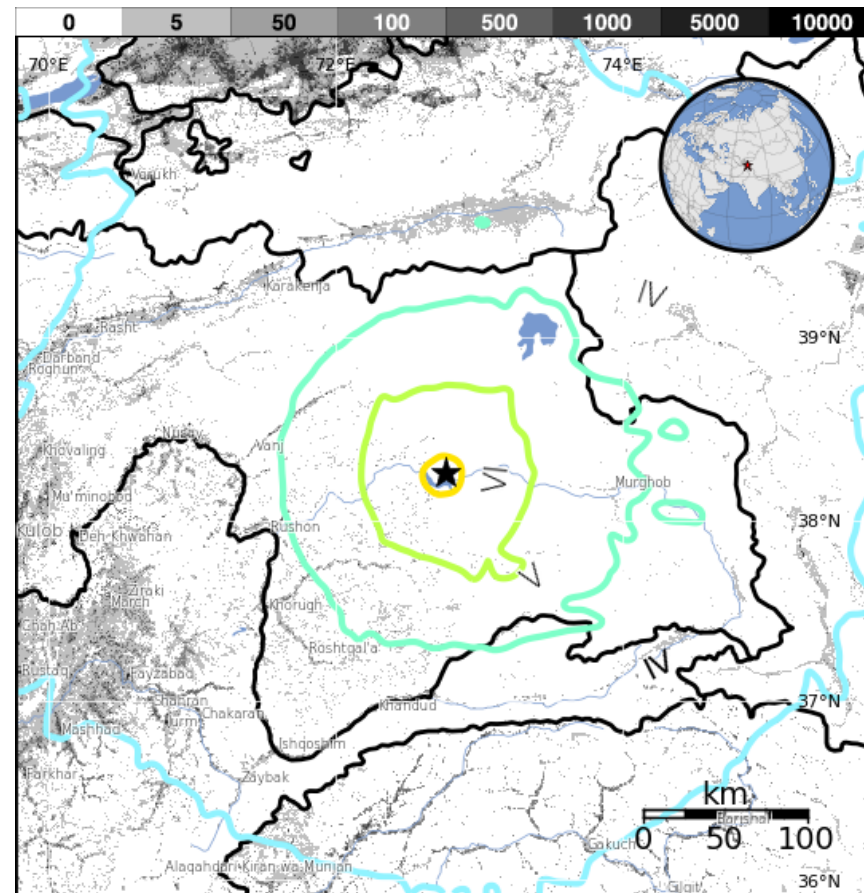 0 5 50 100 500 1000 5000 10000
70°E 72°E 74°E
Varukh
Karakenja
IV
Rasht
39°N
Darband
Roghun
Nuray
Vanj
Khovaling
VI
Murghob
Mu'minobod
38°N
Kulob
Rushon
Deh Khwahan
V
Ziraki
March
Khorugh
Chah Ab
Roshtqal'a
IV
Rustaq
Fayzabad
37°N
Shahran
Khandud
Jurm
Chakaran
Mashhad
Ishqoshim
Farkhar
Zaybak
km
Barishal
0 50 100
Gakuch
Alaqahdari Kiran wa Munjan
36°N
Gilgit